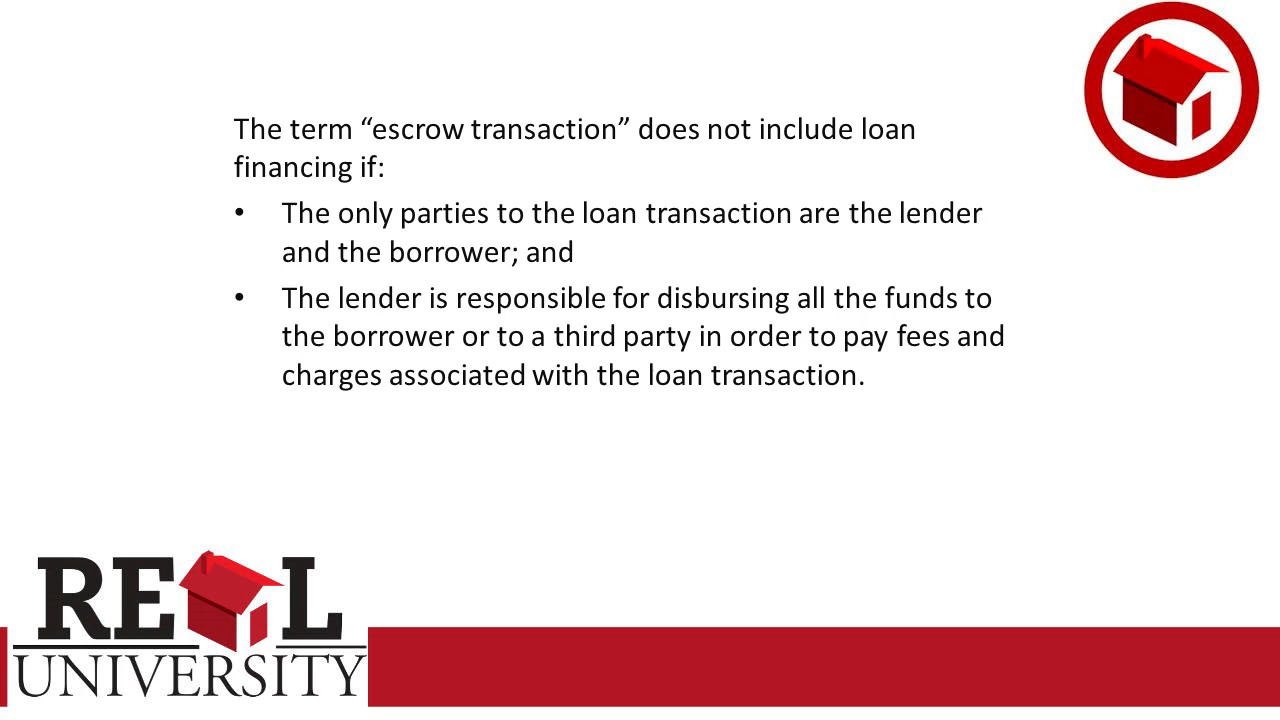 The term “escrow transaction” does not include loan
financing if:
• The only parties to the loan transaction are the lender
and the borrower; and
• The lender is responsible for disbursing all the funds to
the borrower or to a third party in order to pay fees and
charges associated with the loan transaction.
REAL
UNIVERSITY